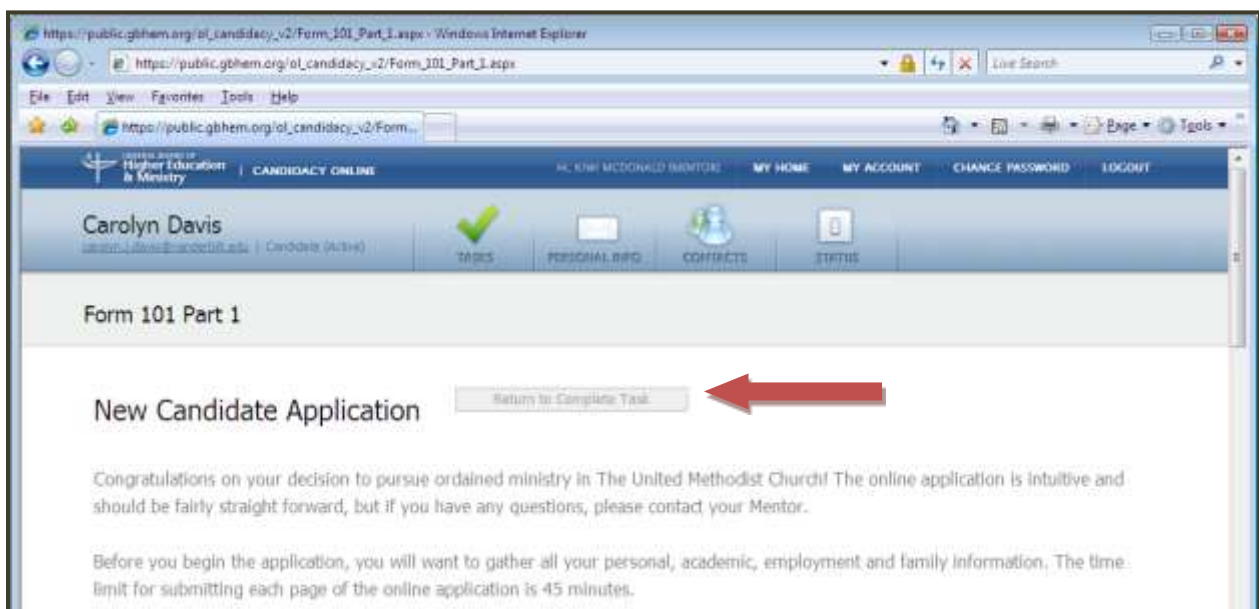 https://public.gbhem.org/ol_candidacy_v2/Form_101_Part_1.aspx - Windows Internet Explorer
https://public.gbhem.org/ol_candidacy_v2/Form_101_Part_1.aspx Live Search
File Edit View Favorites Tools Help
https://public.gbhem.org/ol_candidacy_v2/Form... Page Tools
Higher Education & Ministry | CANDIDACY ONLINE MCDONALD MY HOME MY ACCOUNT CHANGE PASSWORD LOGOUT
Carolyn Davis
| Candidate (Active)
TASKS PERSONAL INFO CONTACTS STATUS
Form 101 Part 1
New Candidate Application Return to Complete Task
Congratulations on your decision to pursue ordained ministry in The United Methodist Church! The online application is intuitive and
should be fairly straight forward, but if you have any questions, please contact your Mentor.
Before you begin the application, you will want to gather all your personal, academic, employment and family information. The time
limit for submitting each page of the online application is 45 minutes.